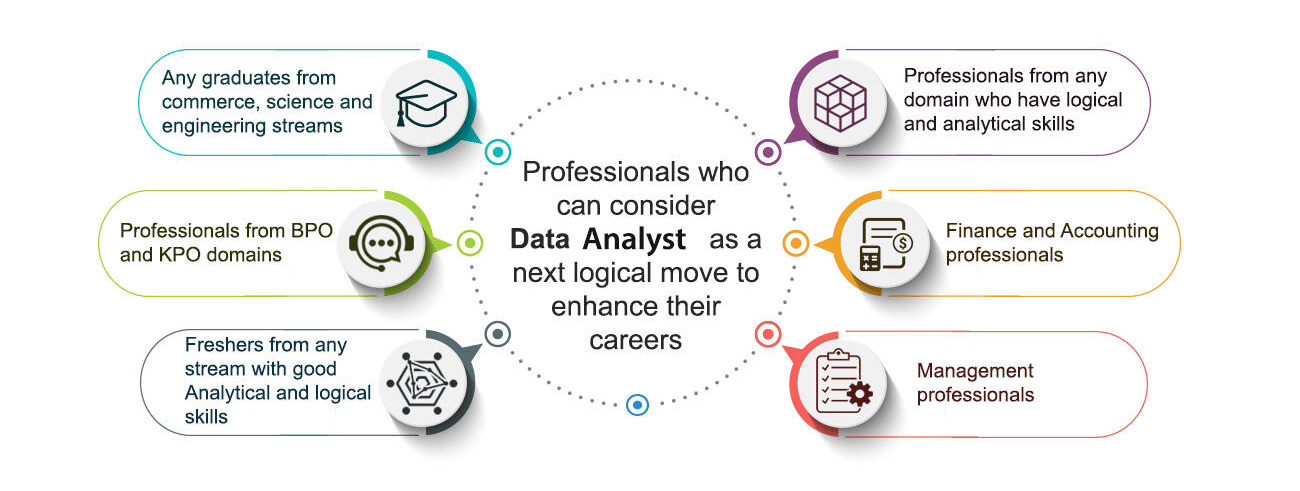 Any graduates from
commerce, science and
engineering streams
Professionals from BPO
and KPO domains
Freshers from any
stream with good
Analytical and logical
skills
Professionals who
can consider
Data Analyst as a
next logical move to
enhance their
careers
Professionals from any
domain who have logical
and analytical skills
Finance and Accounting
professionals
Management
professionals